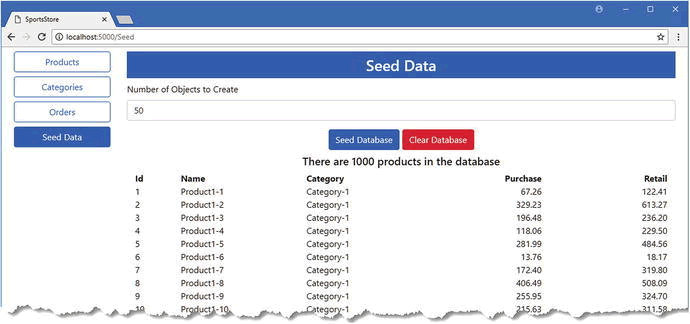 SportsStore
localhost:5000/Seed
Products
Categories
Orders
Seed Data
Seed Data
Number of Objects to Create
50
Seed Database Clear Database
There are 1000 products in the database
Id Name Category Purchase Retail
1 Product1-1 Category-1 67.26 122.41
2 Product1-2 Category-1 329.23 613.27
3 Product1-3 Category-1 196.48 236.20
4 Product1-4 Category-1 118.06 229.50
5 Product1-5 Category-1 281.99 484.56
6 Product1-6 Category-1 13.76 18.17
7 Product1-7 Category-1 172.40 319.80
8 Product1-8 Category-1 406.49 508.09
9 Product1-9 Category-1 255.95 324.70
10 Product1-10 Category-1 215.63 311.58